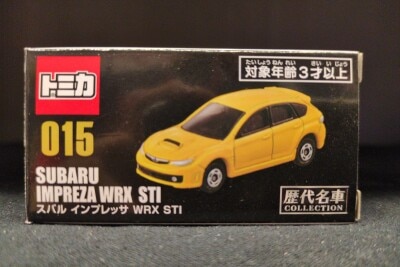 トミカ
たいしょうねんれい さい いじょう
対象年齢3才以上
015
SUBARU
IMPREZA WRX STI
スバル インプレッサ WRX STI
歴代名車
COLLECTION